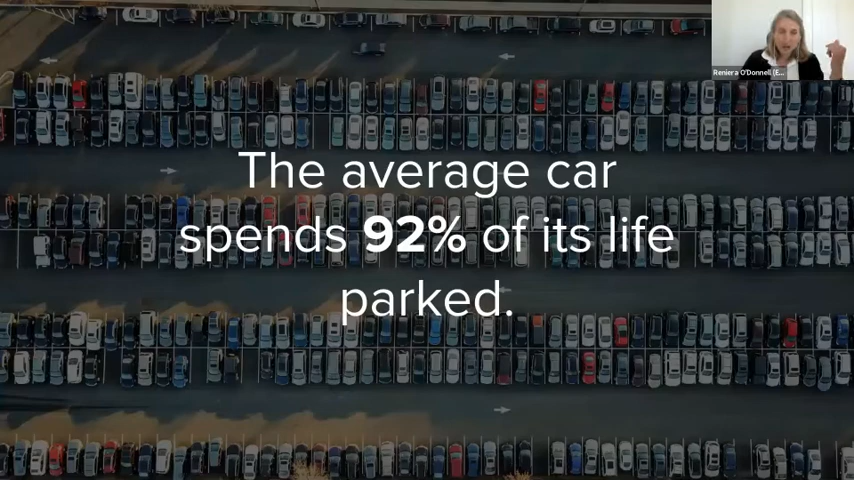 Reniera O'Donnell (E...
The average car
spends 92% of its life
parked.